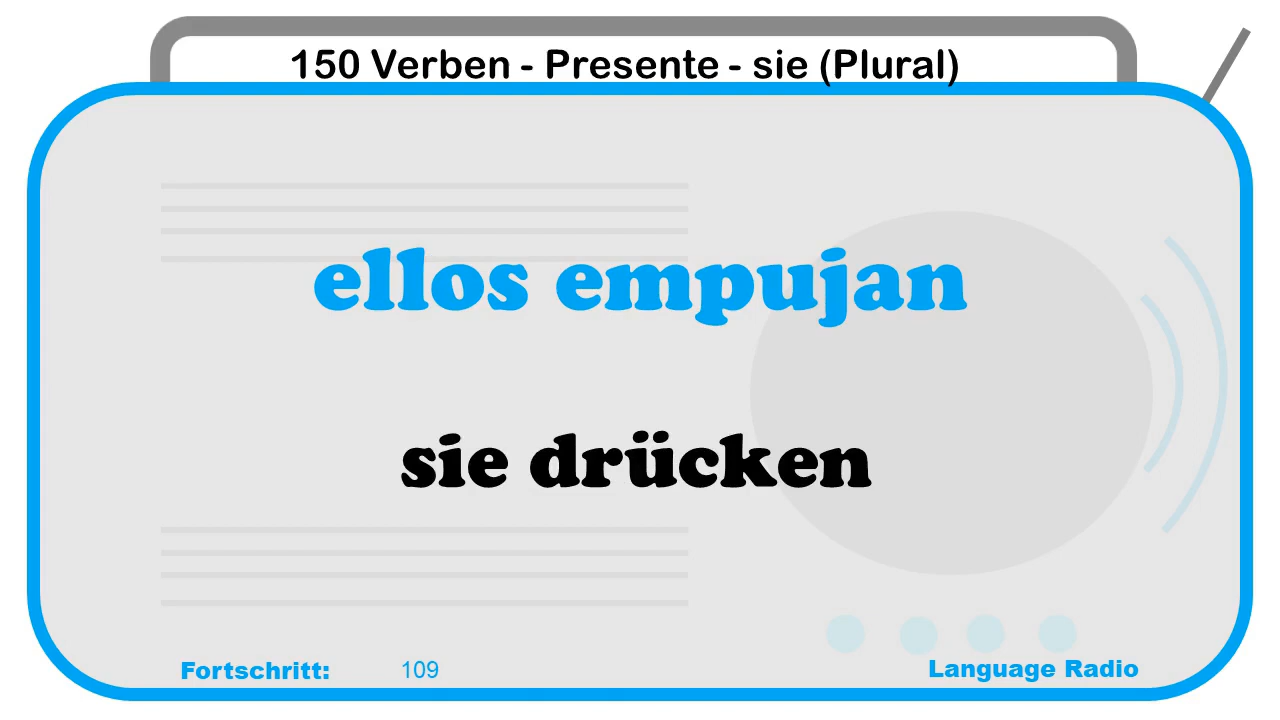 150 Verben - Presente - sie (Plural)
ellos empujan
sie drücken
Fortschritt: 109
Language Radio